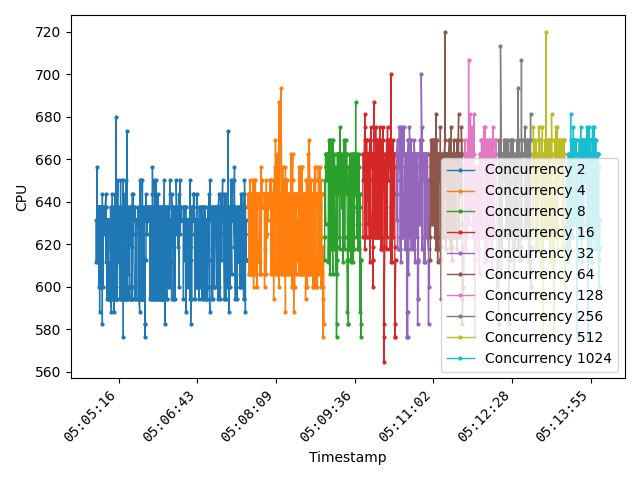 720
700
680
660
640
620
600
580
560
CPU
Concurrency 2
Concurrency 4
Concurrency 8
Concurrency 16
Concurrency 32
Concurrency 64
Concurrency 128
Concurrency 256
Concurrency 512
Concurrency 1024
05:05:16
05:06:43
05:08:09
05:09:36
05:11:02
05:12:28
05:13:55
Timestamp